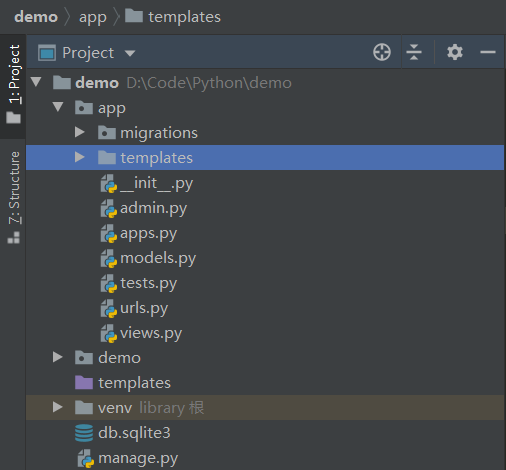 demo app templates
Project
1: Project
7: Structure
demo D:\Code\Python\demo
app
migrations
templates
__init__.py
admin.py
apps.py
models.py
tests.py
urls.py
views.py
demo
templates
venv library 根
db.sqlite3
manage.py